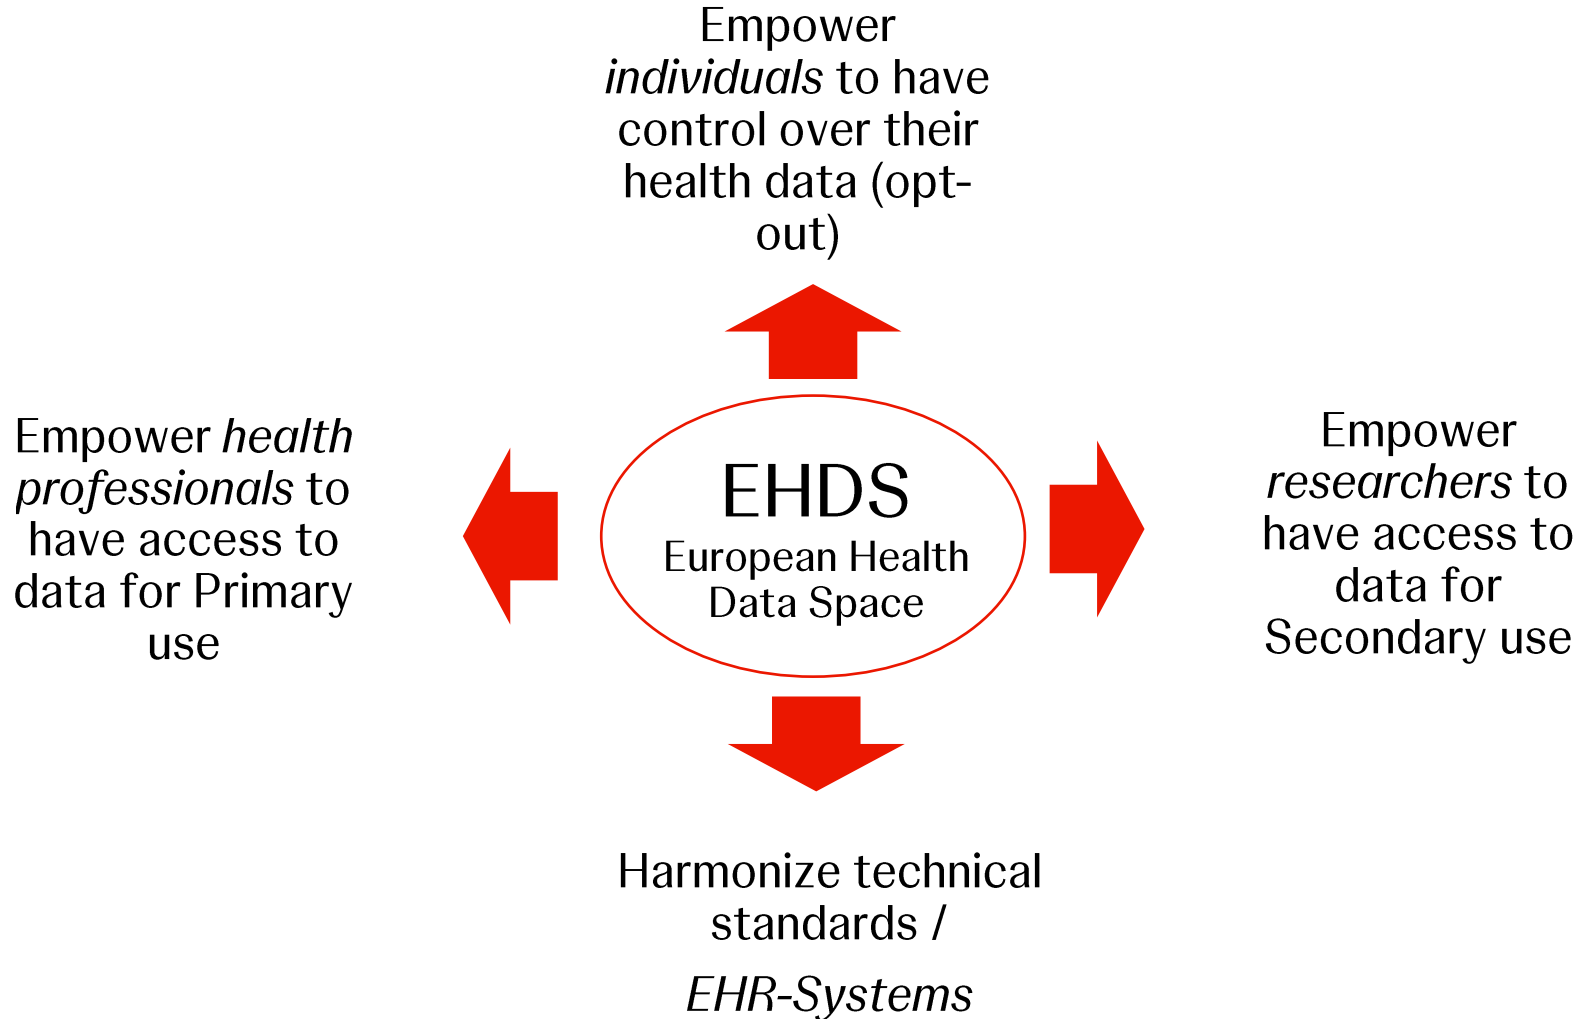 Empower
individuals to have
control over their
health data (opt-
out)
Empower health
professionals to
have access to
data for Primary
use
EHDS
European Health
Data Space
Empower
researchers to
have access to
data for
Secondary use
Harmonize technical
standards /
EHR-Systems